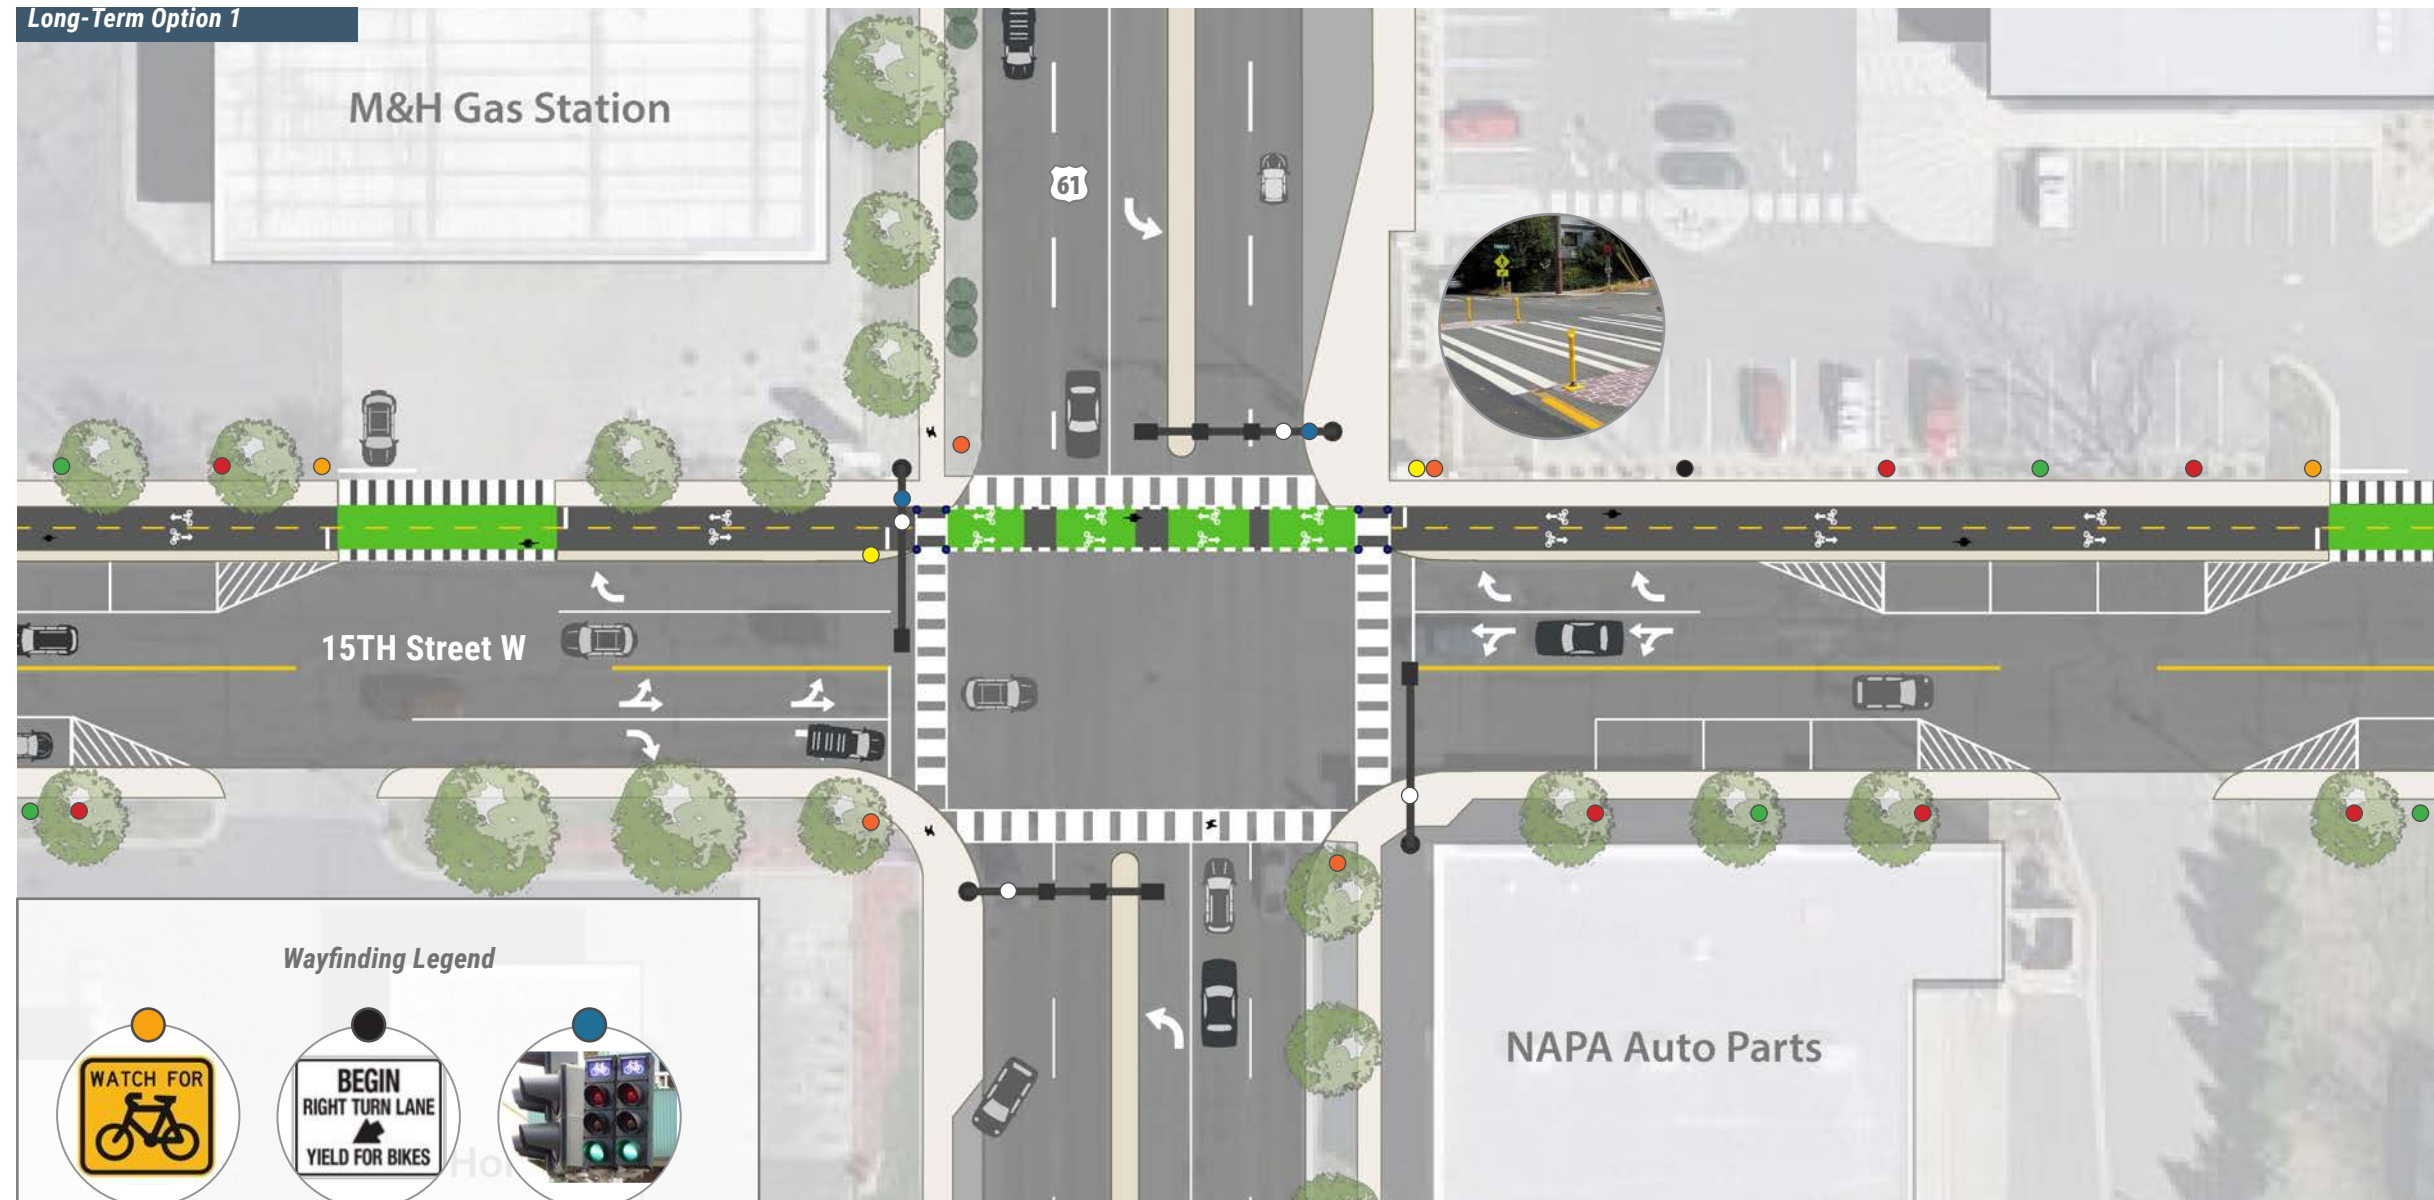 Long-Term Option 1
M&H Gas Station
61
15TH Street W
Wayfinding Legend
WATCH FOR
BEGIN
RIGHT TURN LANE
YIELD FOR BIKES
NAPA Auto Parts